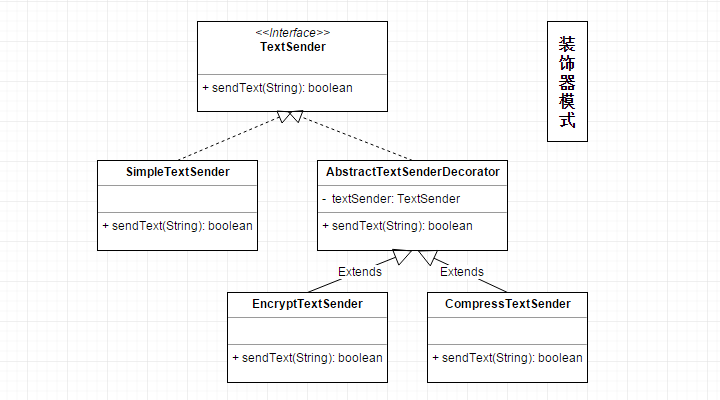 <<Interface>>
TextSender
+ sendText(String): boolean
装饰器模式
SimpleTextSender
+ sendText(String): boolean
AbstractTextSenderDecorator
- textSender: TextSender
+ sendText(String): boolean
Extends
Extends
EncryptTextSender
+ sendText(String): boolean
CompressTextSender
+ sendText(String): boolean